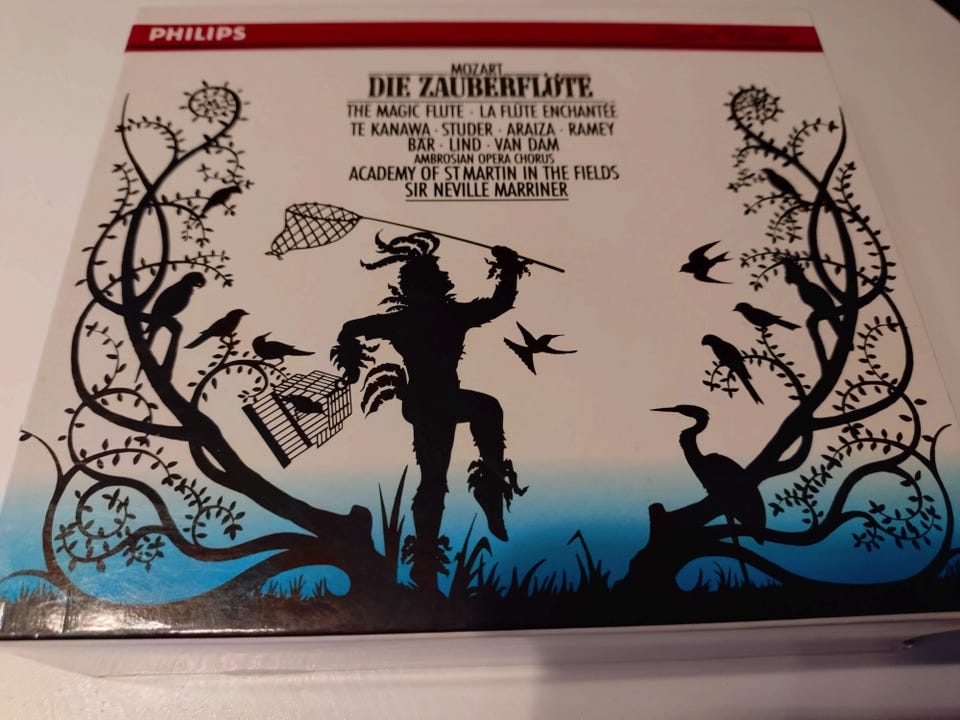 PHILIPS
MOZART
DIE ZAUBERFLÖTE
THE MAGIC FLUTE · LA FLÛTE ENCHANTÉE
TE KANAWA · STUDER · ARAIZA · RAMEY
BÄR · LIND · VAN DAM
AMBROSIAN OPERA CHORUS
ACADEMY OF ST MARTIN IN THE FIELDS
SIR NEVILLE MARRINER